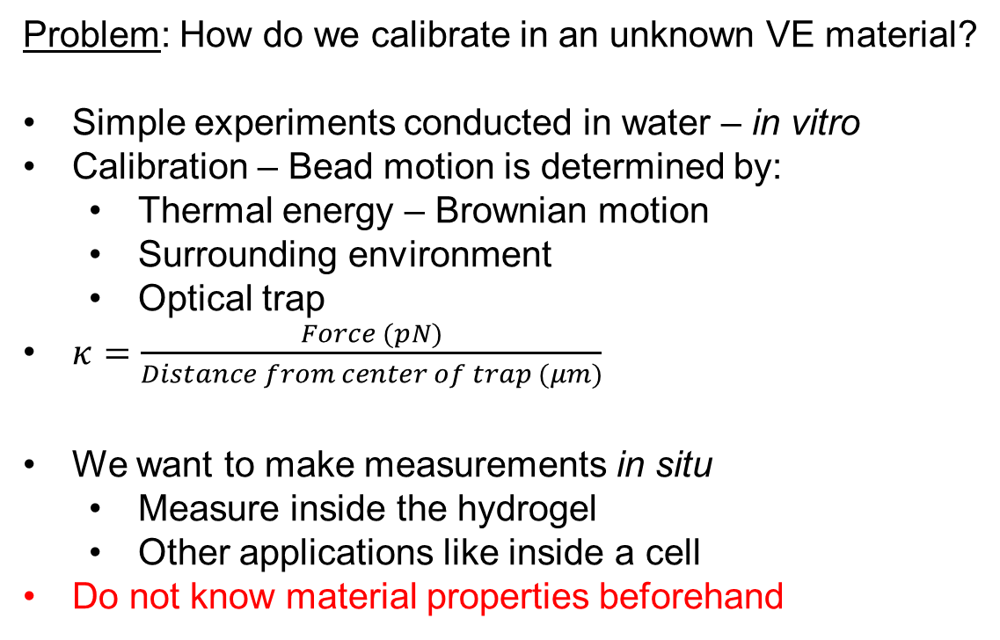 Problem: How do we calibrate in an unknown VE material?
• Simple experiments conducted in water – in vitro
• Calibration – Bead motion is determined by:
• Thermal energy – Brownian motion
• Surrounding environment
• Optical trap
• κ = Force (pN) / Distance from center of trap (μm)
• We want to make measurements in situ
• Measure inside the hydrogel
• Other applications like inside a cell
• Do not know material properties beforehand